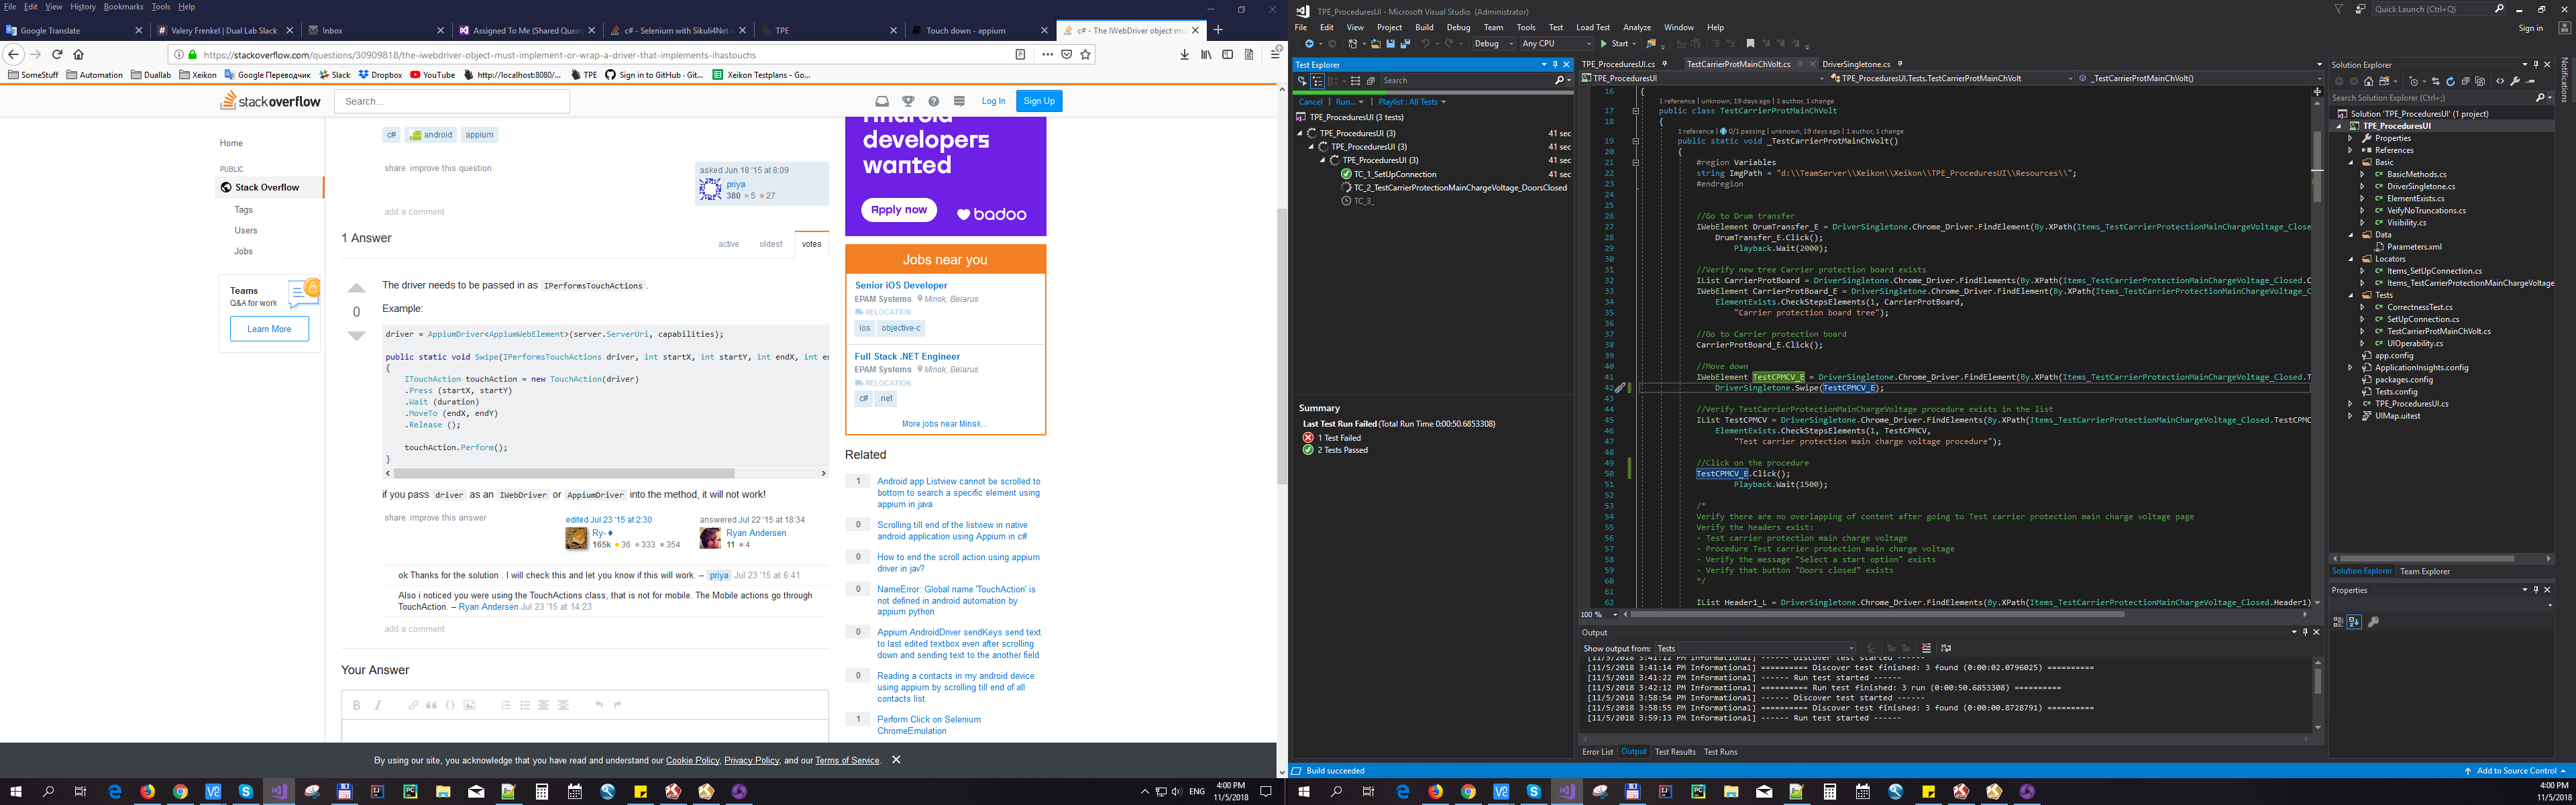 File Edit View History Bookmarks Tools Help
Google Translate
Valery Frenkel | Dual Lab Slack
Inbox
Assigned To Me (Shared Query
c# - Selenium with Sikuli4Net
TPE
Touch down - appium
c# - The IWebDriver object mu
https://stackoverflow.com/questions/30909818/the-iwebdriver-object-must-implement-or-wrap-a-driver-that-implements-ihastouchs
SomeStuff Automation Duallab Xeikon Google Переводчик Slack Dropbox YouTube http://localhost:8080/... TPE Sign in to GitHub · Git... Xeikon Testplans - Go...
stackoverflow
Search...
Log In
Sign Up
Home
PUBLIC
Stack Overflow
Tags
Users
Jobs
Teams
Q&A for work
Learn More
c# android appium
share improve this question
asked Jun 18 '15 at 8:09
priya
380 5 27
add a comment
1 Answer
active oldest votes
0
The driver needs to be passed in as IPerformsTouchActions.
Example:
driver = AppiumDriver<AppiumWebElement>(server.ServerUri, capabilities);
public static void Swipe(IPerformsTouchActions driver, int startX, int startY, int endX, int en
{
ITouchAction touchAction = new TouchAction(driver)
.Press (startX, startY)
.Wait (duration)
.MoveTo (endX, endY)
.Release ();
touchAction.Perform();
}
if you pass driver as an IWebDriver or AppiumDriver into the method, it will not work!
share improve this answer
edited Jul 23 '15 at 2:30
Ry- ♦
165k 36 333 354
answered Jul 22 '15 at 18:34
Ryan Andersen
11 4
ok Thanks for the solution . I will check this and let you know if this will work. – priya Jul 23 '15 at 6:41
Also i noticed you were using the TouchActions class, that is not for mobile. The Mobile actions go through
TouchAction. – Ryan Andersen Jul 23 '15 at 14:23
add a comment
Your Answer
Android
developers
wanted
Apply now
badoo
Jobs near you
Senior iOS Developer
EPAM Systems Minsk, Belarus
RELOCATION
ios objective-c
Full Stack .NET Engineer
EPAM Systems Minsk, Belarus
RELOCATION
c# .net
More jobs near Minsk...
Related
1 Android app Listview cannot be scrolled to
bottom to search a specific element using
appium in java
0 Scrolling till end of the listview in native
android application using Appium in c#
0 How to end the scroll action using appium
driver in jav?
0 NameError: Global name 'TouchAction' is
not defined in android automation by
appium python
0 Appium AndroidDriver sendKeys send text
to last edited textbox even after scrolling
down and sending text to the another field
0 Reading a contacts in my android device
using appium by scrolling till end of all
contacts list
1 Perform Click on Selenium
ChromeEmulation
By using our site, you acknowledge that you have read and understand our Cookie Policy, Privacy Policy, and our Terms of Service.
ENG
4:00 PM
11/5/2018
TPE_ProceduresUI - Microsoft Visual Studio (Administrator)
Quick Launch (Ctrl+Q)
File Edit View Project Build Debug Team Tools Test Load Test Analyze Window Help
Sign in
Debug Any CPU Start
Test Explorer
Search
Cancel | Run... | Playlist : All Tests
TPE_ProceduresUI (3 tests)
TPE_ProceduresUI (3) 41 sec
TPE_ProceduresUI (3) 41 sec
TPE_ProceduresUI (3) 41 sec
TC_1_SetUpConnection 41 sec
TC_2_TestCarrierProtectionMainChargeVoltage_DoorsClosed
TC_3_
Summary
Last Test Run Failed (Total Run Time 0:00:50.6853308)
1 Test Failed
2 Tests Passed
TPE_ProceduresUI.cs TestCarrierProtMainChVolt.cs DriverSingletone.cs
TPE_ProceduresUI TPE_ProceduresUI.Tests.TestCarrierProtMainChVolt _TestCarrierProtMainChVolt()
16 {
1 reference | unknown, 19 days ago | 1 author, 1 change
17 public class TestCarrierProtMainChVolt
18 {
1 reference | 0/1 passing | unknown, 19 days ago | 1 author, 1 change
19 public static void _TestCarrierProtMainChVolt()
20 {
21 #region Variables
22 string ImgPath = "d:\\TeamServer\\Xeikon\\Xeikon\\TPE_ProceduresUI\\Resources\\";
23 #endregion
24
25
26 //Go to Drum transfer
27 IWebElement DrumTransfer_E = DriverSingletone.Chrome_Driver.FindElement(By.XPath(Items_TestCarrierProtectionMainChargeVoltage_Close
28 DrumTransfer_E.Click();
29 Playback.Wait(2000);
30
31 //Verify new tree Carrier protection board exists
32 IList CarrierProtBoard = DriverSingletone.Chrome_Driver.FindElements(By.XPath(Items_TestCarrierProtectionMainChargeVoltage_Closed.C
33 IWebElement CarrierProtBoard_E = DriverSingletone.Chrome_Driver.FindElement(By.XPath(Items_TestCarrierProtectionMainChargeVoltage_C
34 ElementExists.CheckStepsElements(1, CarrierProtBoard,
35 "Carrier protection board tree");
36
37 //Go to Carrier protection board
38 CarrierProtBoard_E.Click();
39
40 //Move down
41 IWebElement TestCPMCV_E = DriverSingletone.Chrome_Driver.FindElement(By.XPath(Items_TestCarrierProtectionMainChargeVoltage_Closed.T
42 DriverSingletone.Swipe(TestCPMCV_E);
43
44 //Verify TestCarrierProtectionMainChargeVoltage procedure exists in the list
45 IList TestCPMCV = DriverSingletone.Chrome_Driver.FindElements(By.XPath(Items_TestCarrierProtectionMainChargeVoltage_Closed.TestCPMC
46 ElementExists.CheckStepsElements(1, TestCPMCV,
47 "Test carrier protection main charge voltage procedure");
48
49 //Click on the procedure
50 TestCPMCV_E.Click();
51 Playback.Wait(1500);
52
53 /*
54 Verify there are no overlapping of content after going to Test carrier protection main charge voltage page
55 Verify the headers exist:
56 - Test carrier protection main charge voltage
57 - Procedure Test carrier protection main charge voltage
58 - Verify the message "Select a start option" exists
59 - Verify that button "Doors closed" exists
60 */
61
62 IList Header1_L = DriverSingletone.Chrome_Driver.FindElements(By.XPath(Items_TestCarrierProtectionMainChargeVoltage_Closed.Header1)
100 %
Output
Show output from: Tests
[11/5/2018 3:41:12 PM Informational] ------ Discover test started ------
[11/5/2018 3:41:14 PM Informational] ========== Discover test finished: 3 found (0:00:02.0796025) ==========
[11/5/2018 3:41:22 PM Informational] ------ Run test started ------
[11/5/2018 3:42:12 PM Informational] ========== Run test finished: 3 run (0:00:50.6853308) ==========
[11/5/2018 3:58:54 PM Informational] ------ Discover test started ------
[11/5/2018 3:58:55 PM Informational] ========== Discover test finished: 3 found (0:00:00.8728791) ==========
[11/5/2018 3:59:13 PM Informational] ------ Run test started ------
Error List Output Test Results Test Runs
Solution Explorer
Search Solution Explorer (Ctrl+;)
Solution 'TPE_ProceduresUI' (1 project)
TPE_ProceduresUI
Properties
References
Basic
BasicMethods.cs
DriverSingletone.cs
ElementExists.cs
VeifyNoTruncations.cs
Visibility.cs
Data
Parameters.xml
Locators
Items_SetUpConnection.cs
Items_TestCarrierProtectionMainChargeVoltage
Tests
CorrectnessTest.cs
SetUpConnection.cs
TestCarrierProtMainChVolt.cs
UIOperability.cs
app.config
ApplicationInsights.config
packages.config
Tests.config
TPE_ProceduresUI.cs
UIMap.uitest
Solution Explorer Team Explorer
Properties
Notifications
Build succeeded
Add to Source Control
4:00 PM
11/5/2018